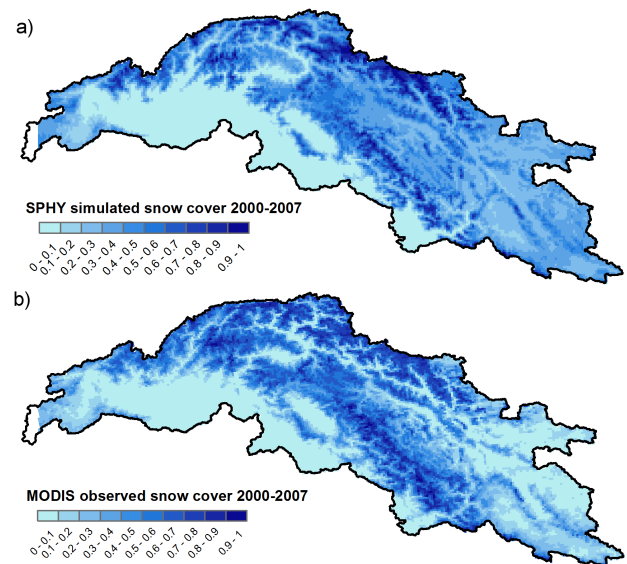 a)
SPHY simulated snow cover 2000-2007
0 - 0.1
0.1 - 0.2
0.2 - 0.3
0.3 - 0.4
0.4 - 0.5
0.5 - 0.6
0.6 - 0.7
0.7 - 0.8
0.8 - 0.9
0.9 - 1
b)
MODIS observed snow cover 2000-2007
0 - 0.1
0.1 - 0.2
0.2 - 0.3
0.3 - 0.4
0.4 - 0.5
0.5 - 0.6
0.6 - 0.7
0.7 - 0.8
0.8 - 0.9
0.9 - 1